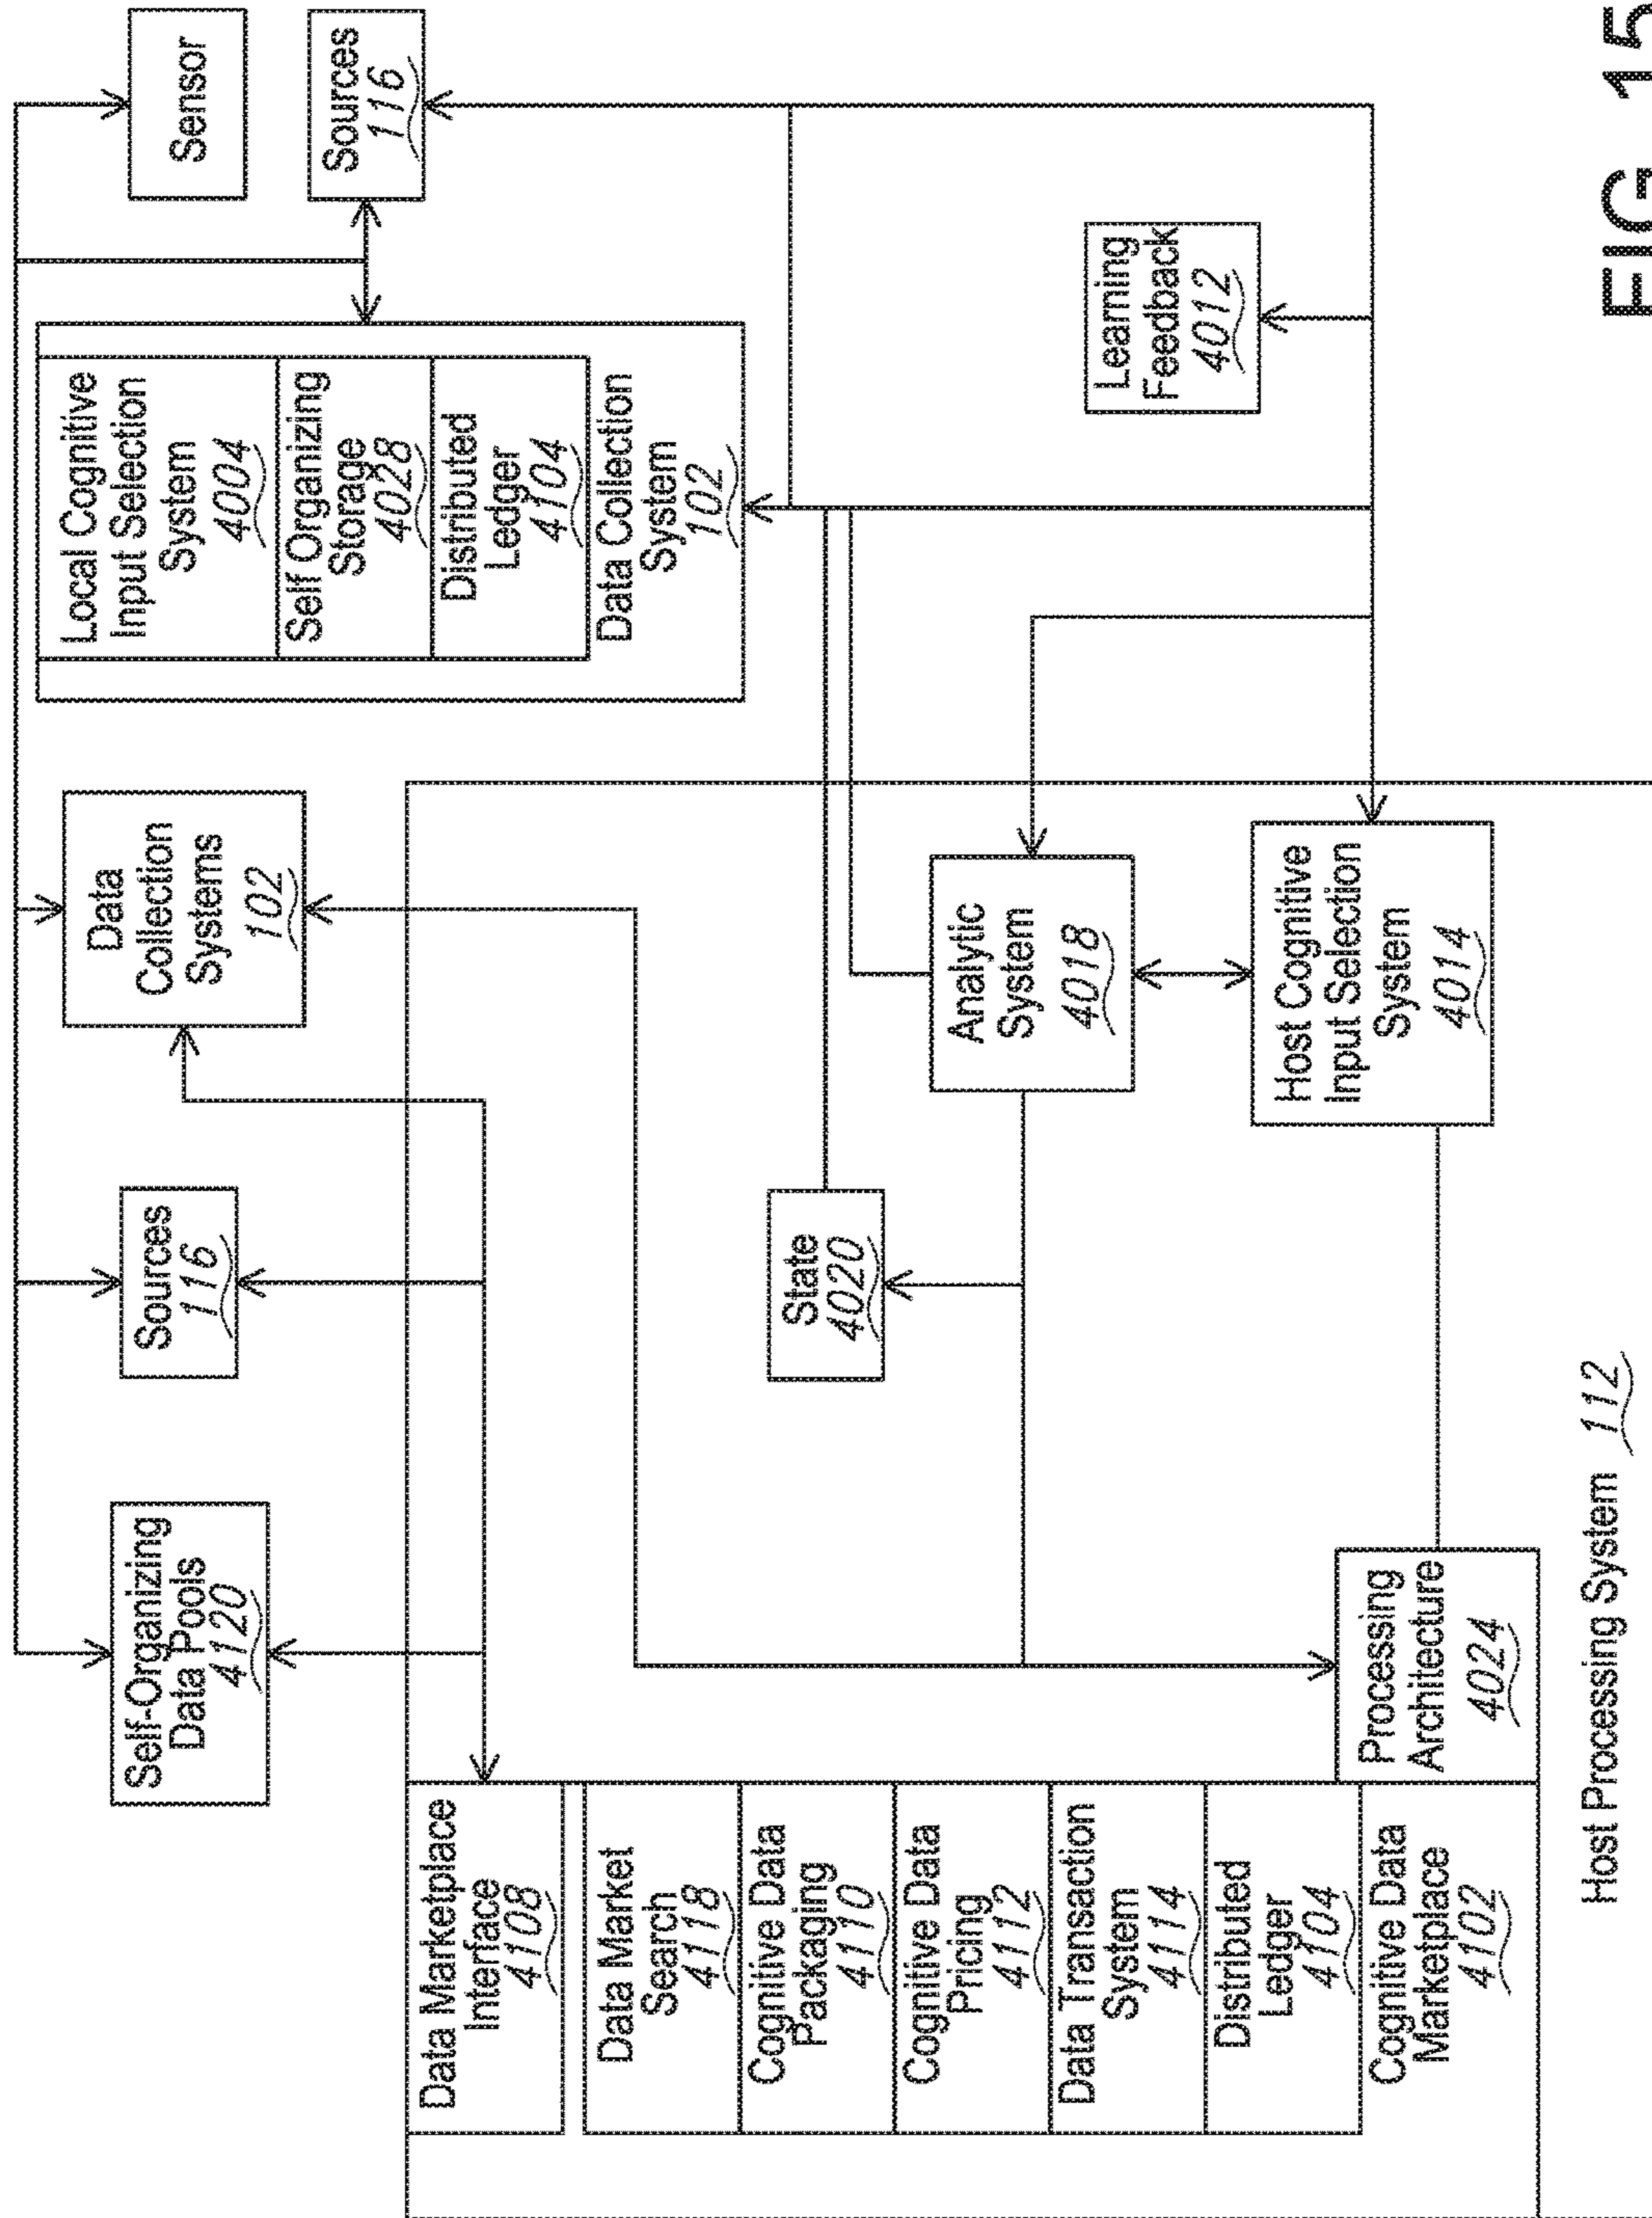 Self-Organizing
Data Pools
4120
Sources
116
Data
Collection
Systems
102
Local Cognitive
Input Selection
System
4004
Self Organizing
Storage
4028
Distributed
Ledger
4104
Data Collection
System
102
Sensor
Sources
116
Data Marketplace
Interface
4108
Data Market
Search
4118
Cognitive Data
Packaging
4110
Cognitive Data
Pricing
4112
Data Transaction
System
4114
Distributed
Ledger
4104
Cognitive Data
Marketplace
4102
State
4020
Analytic
System
4018
Learning
Feedback
4012
Processing
Architecture
4024
Host Cognitive
Input Selection
System
4014
Host Processing System 112
FIG. 15